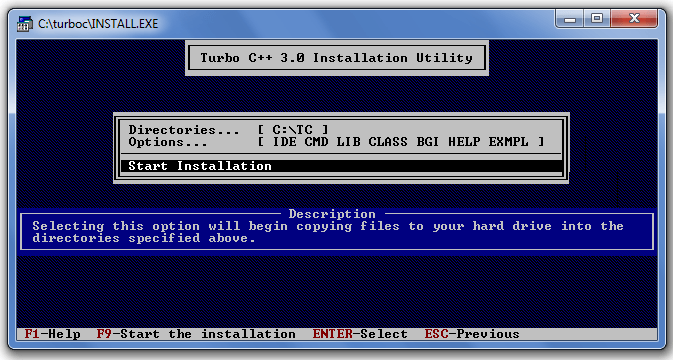 C:\turboc\INSTALL.EXE
Turbo C++ 3.0 Installation Utility
Directories... [ C:\TC ]
Options... [ IDE CMD LIB CLASS BGI HELP EXMPL ]
Start Installation
Description
Selecting this option will begin copying files to your hard drive into the
directories specified above.
F1-Help F9-Start the installation ENTER-Select ESC-Previous